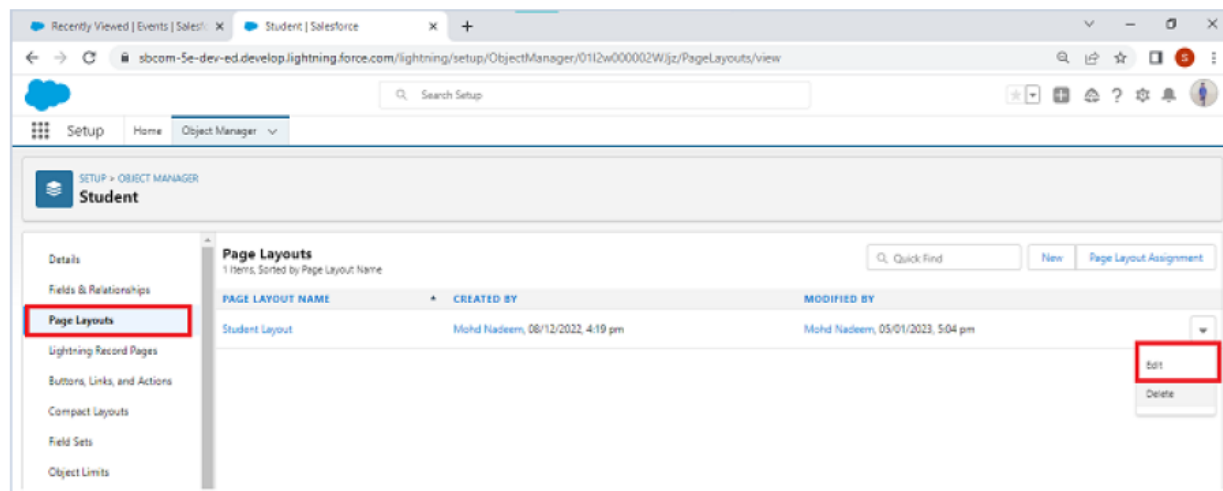 Recently Viewed | Events | Salesfo
Student | Salesforce
sbcom-5e-dev-ed.develop.lightning.force.com/lightning/setup/ObjectManager/01I2w000002WJjz/PageLayouts/view
S
Search Setup
Setup Home Object Manager
SETUP > OBJECT MANAGER
Student
Details
Fields & Relationships
Page Layouts
Lightning Record Pages
Buttons, Links, and Actions
Compact Layouts
Field Sets
Object Limits
Page Layouts
1 Items, Sorted by Page Layout Name
Quick Find
New
Page Layout Assignment
PAGE LAYOUT NAME CREATED BY MODIFIED BY
Student Layout Mohd Nadeem, 08/12/2022, 4:19 pm Mohd Nadeem, 05/01/2023, 5:04 pm
Edit
Delete